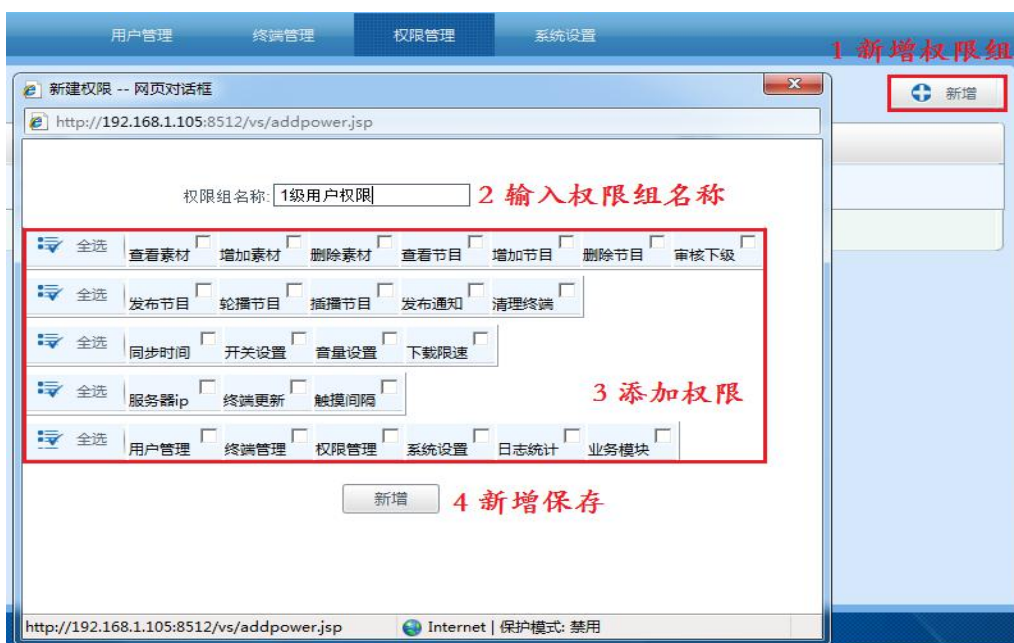 用户管理 终端管理 权限管理 系统设置
1 新增权限组
新建权限 -- 网页对话框
新增
http://192.168.1.105:8512/vs/addpower.jsp
权限组名称: 1级用户权限
2 输入权限组名称
全选 查看素材 增加素材 删除素材 查看节目 增加节目 删除节目 审核下级
全选 发布节目 轮播节目 插播节目 发布通知 清理终端
全选 同步时间 开关设置 音量设置 下载限速
全选 服务器ip 终端更新 触摸间隔
3 添加权限
全选 用户管理 终端管理 权限管理 系统设置 日志统计 业务模块
新增
4 新增保存
http://192.168.1.105:8512/vs/addpower.jsp Internet | 保护模式: 禁用